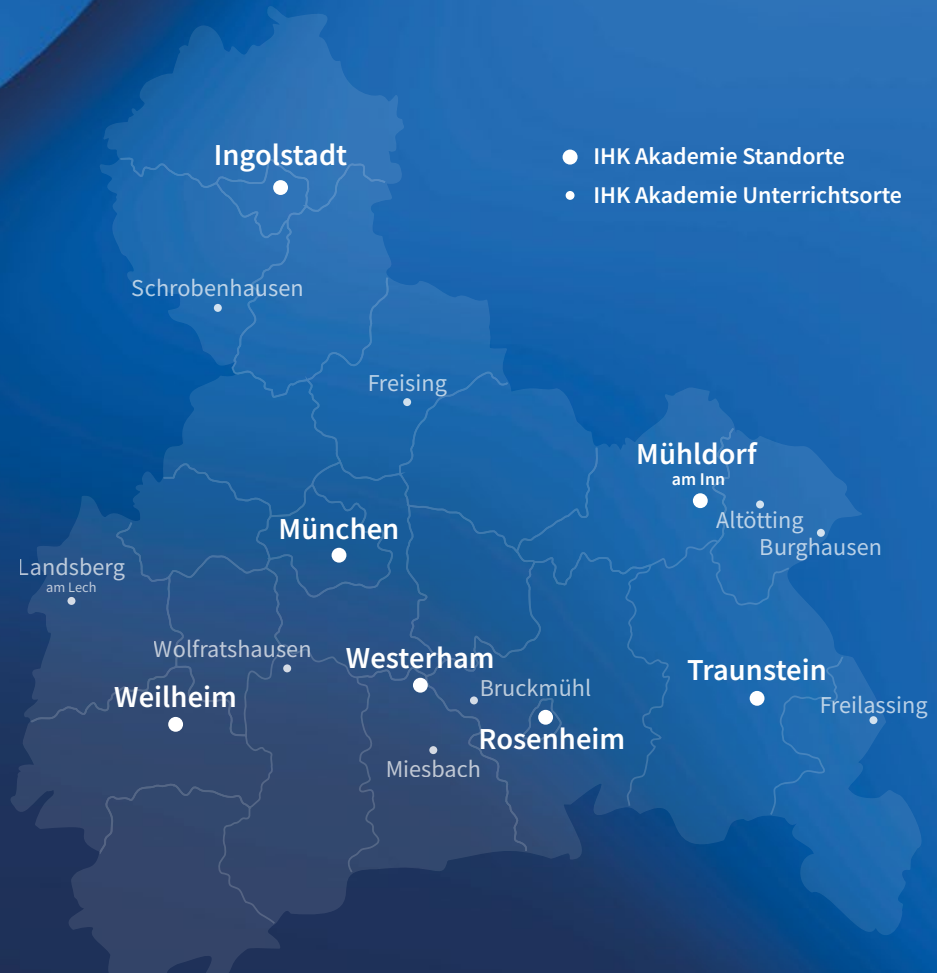 Ingolstadt
IHK Akademie Standorte
IHK Akademie Unterrichtsorte
Schrobenhausen
Freising
Mühldorf
am Inn
Altötting
Burghausen
München
Landsberg
am Lech
Wolfratshausen
Westerham
Weilheim
Bruckmühl
Rosenheim
Miesbach
Traunstein
Freilassing